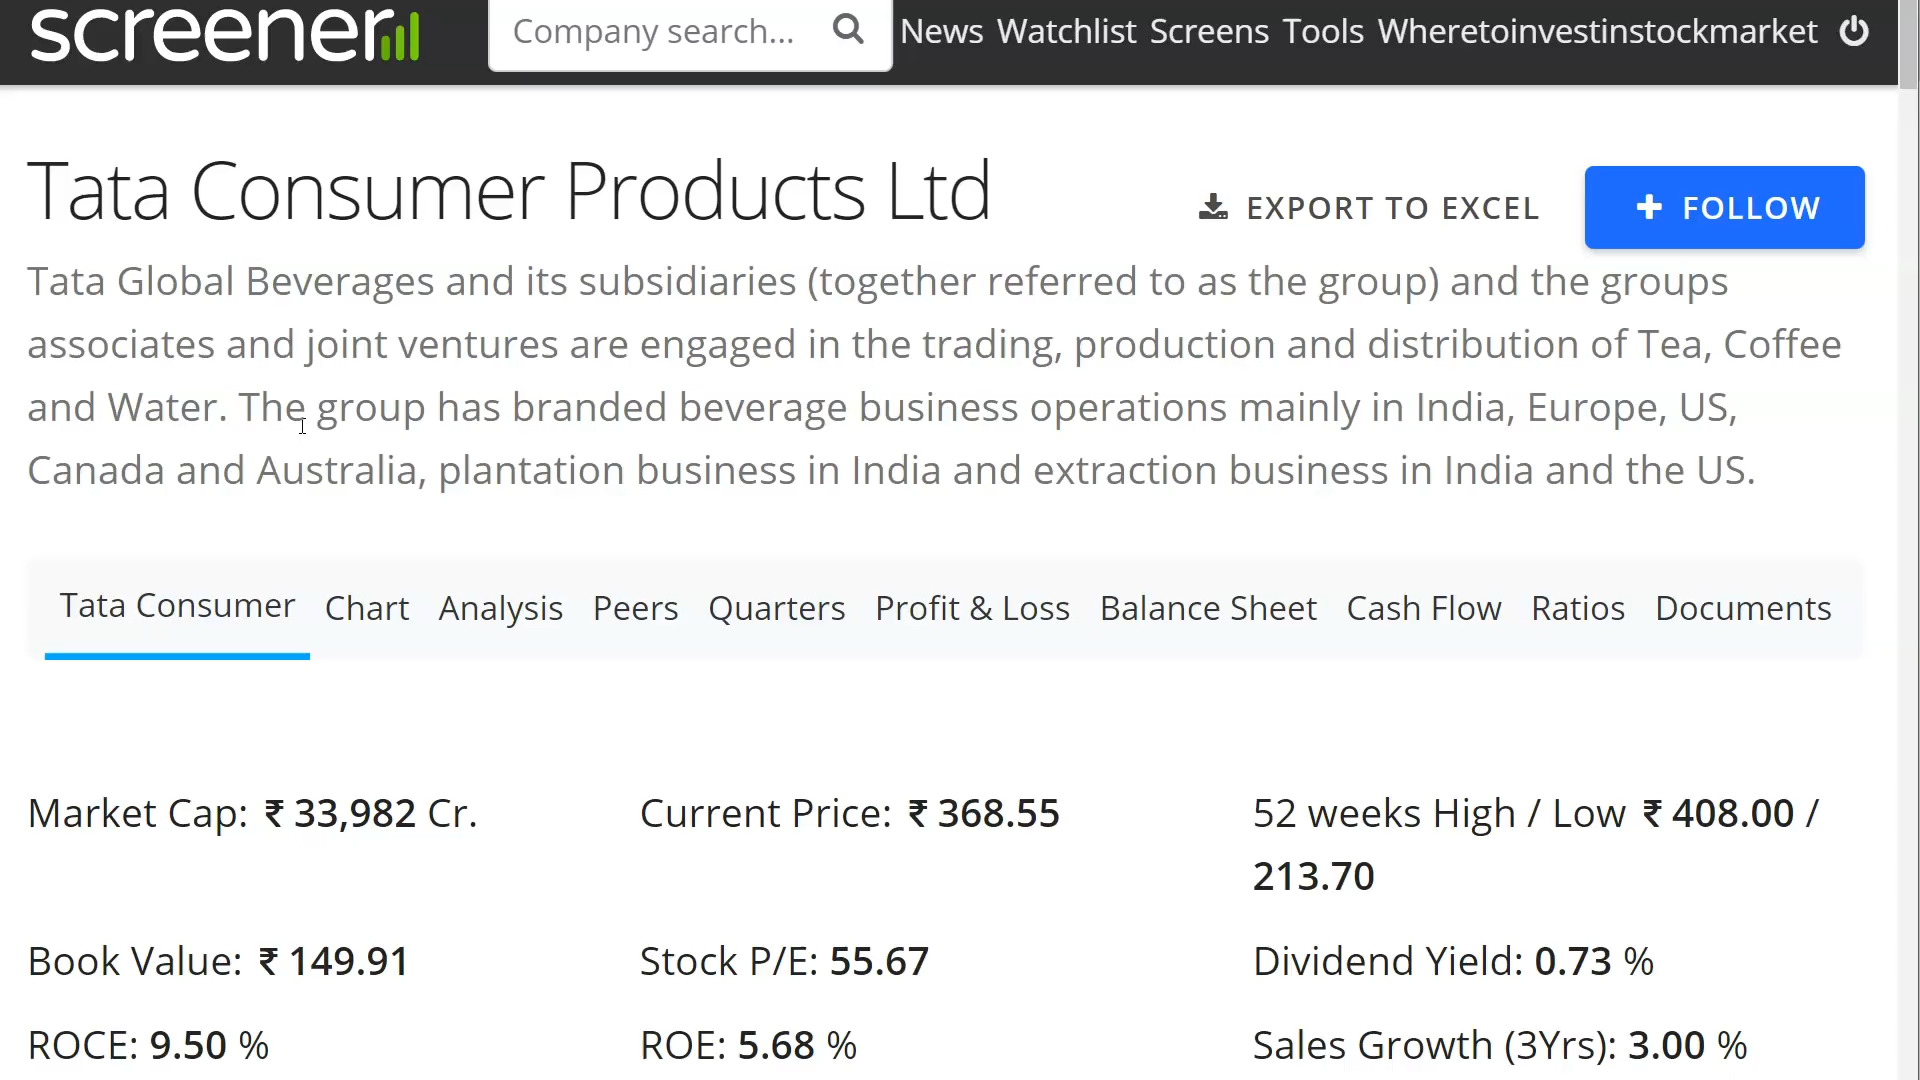 screener
Company search...
News Watchlist Screens Tools Wheretoinvestinstockmarket
Tata Consumer Products Ltd
EXPORT TO EXCEL
+ FOLLOW
Tata Global Beverages and its subsidiaries (together referred to as the group) and the groups
associates and joint ventures are engaged in the trading, production and distribution of Tea, Coffee
and Water. The group has branded beverage business operations mainly in India, Europe, US,
Canada and Australia, plantation business in India and extraction business in India and the US.
Tata Consumer Chart Analysis Peers Quarters Profit & Loss Balance Sheet Cash Flow Ratios Documents
Market Cap: ₹ 33,982 Cr.
Current Price: ₹ 368.55
52 weeks High / Low ₹ 408.00 /
213.70
Book Value: ₹ 149.91
Stock P/E: 55.67
Dividend Yield: 0.73 %
ROCE: 9.50 %
ROE: 5.68 %
Sales Growth (3Yrs): 3.00 %